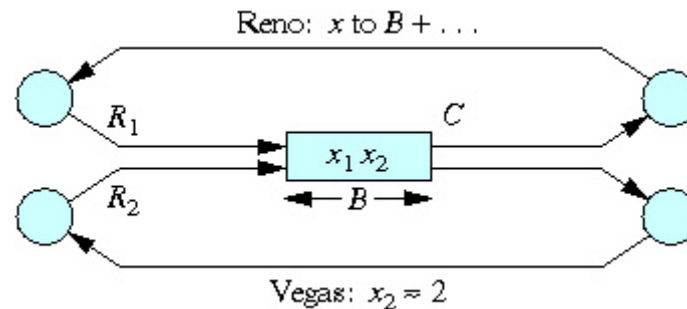 Reno: x to B + . . .
R₁
C
x₁ x₂
R₂
B
Vegas: x₂ ≈ 2